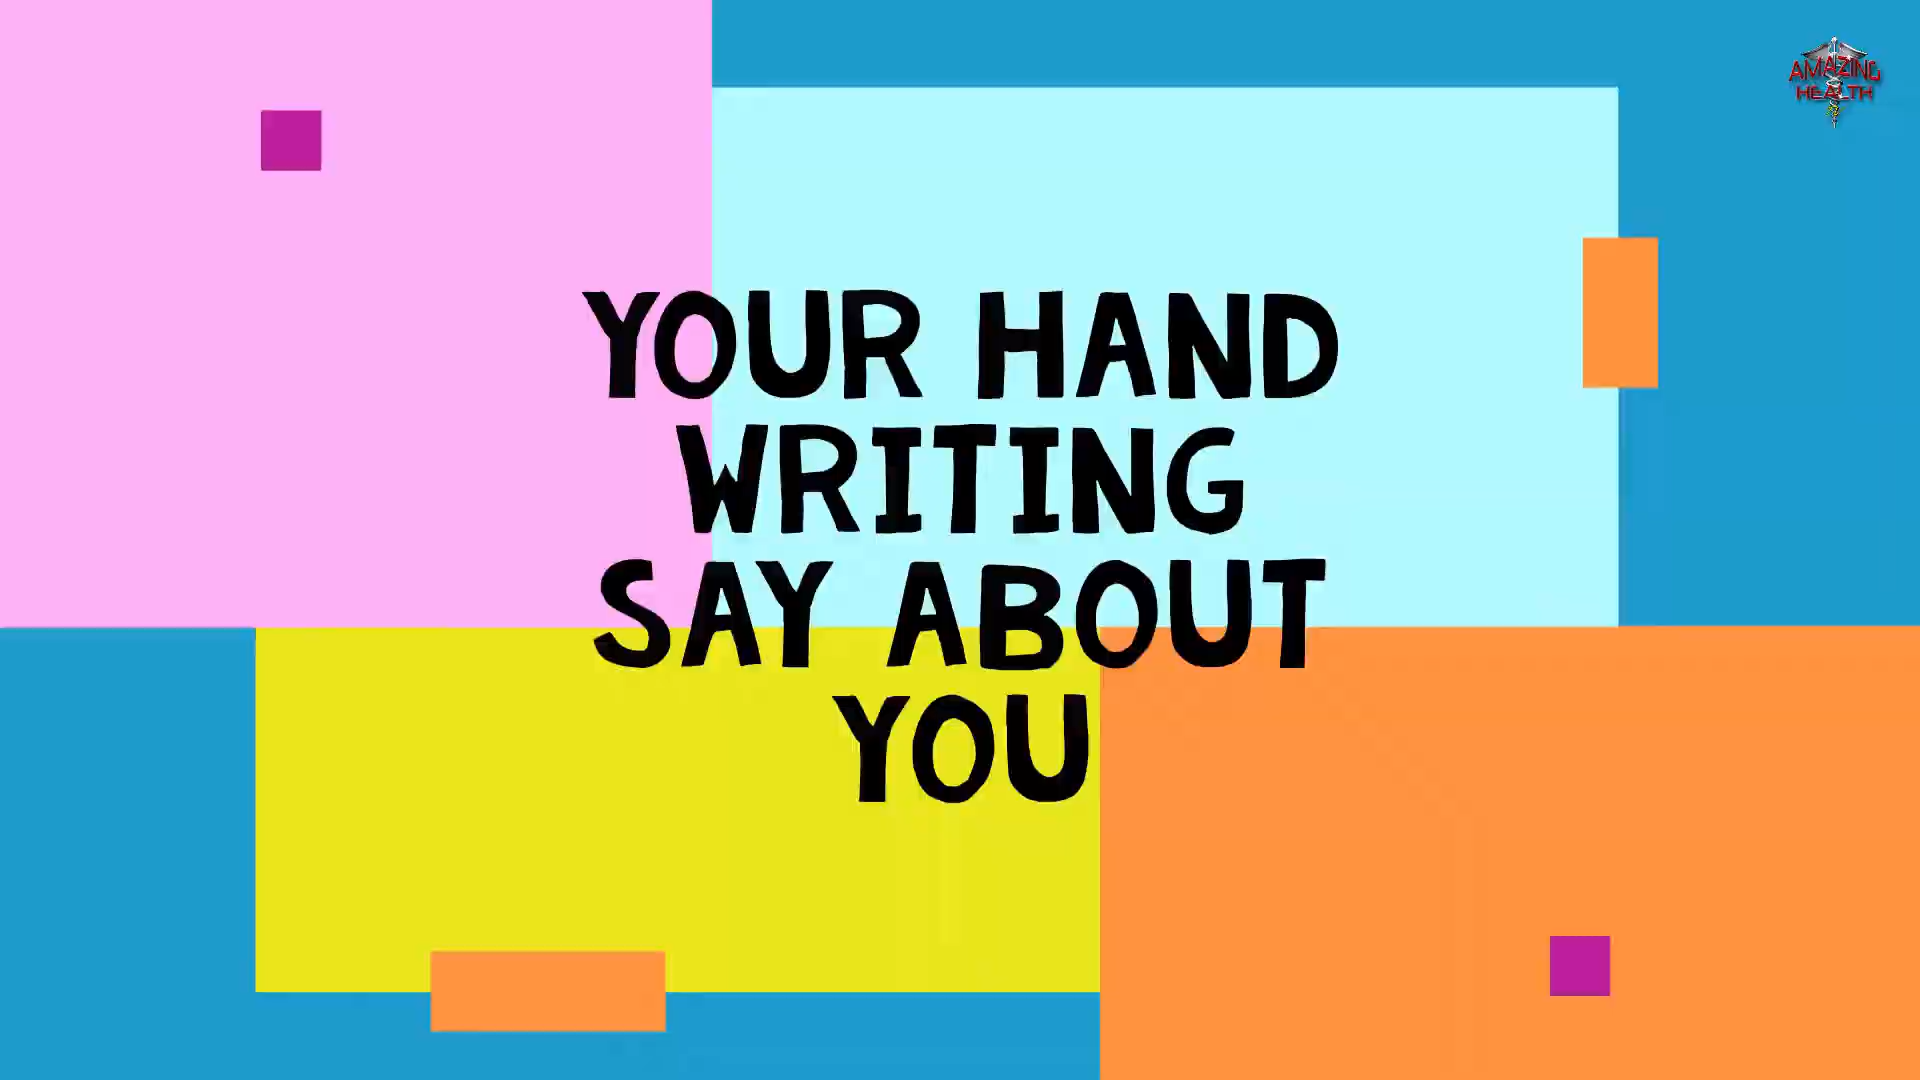 AMAZING
HEALTH
YOUR HAND
WRITING
SAY ABOUT
YOU